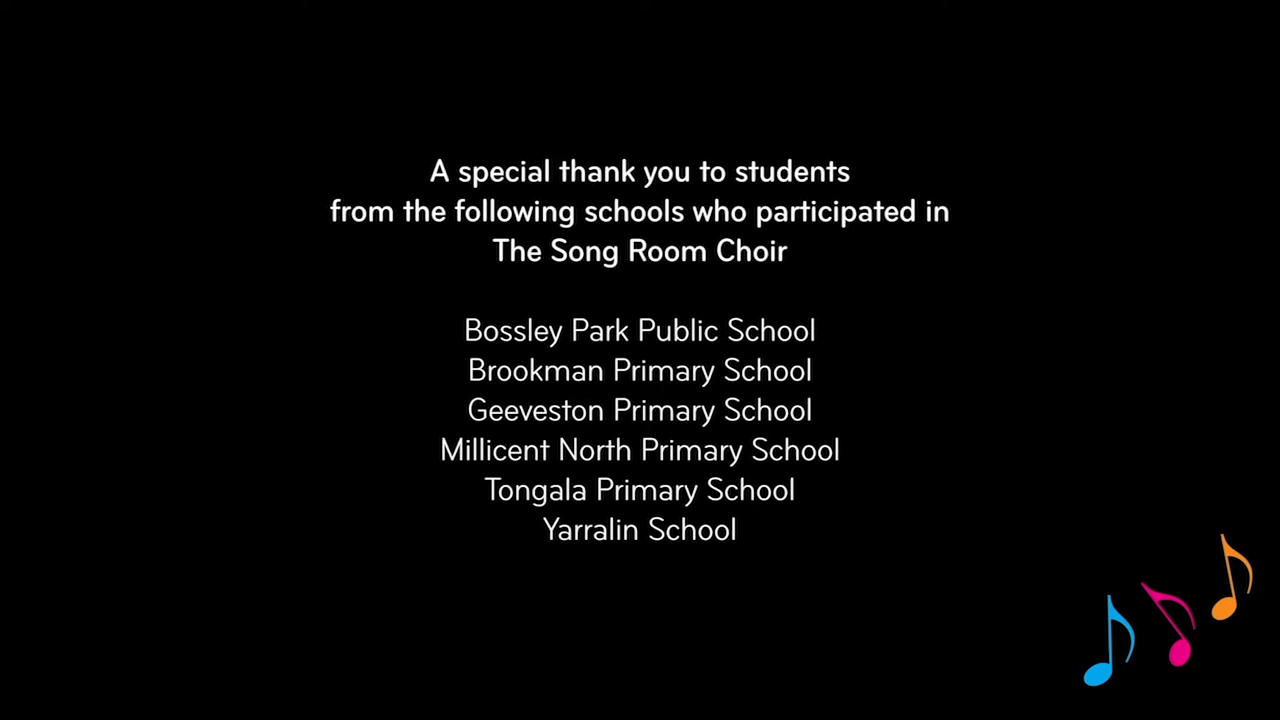 A special thank you to students
from the following schools who participated in
The Song Room Choir
Bossley Park Public School
Brookman Primary School
Geeveston Primary School
Millicent North Primary School
Tongala Primary School
Yarralin School